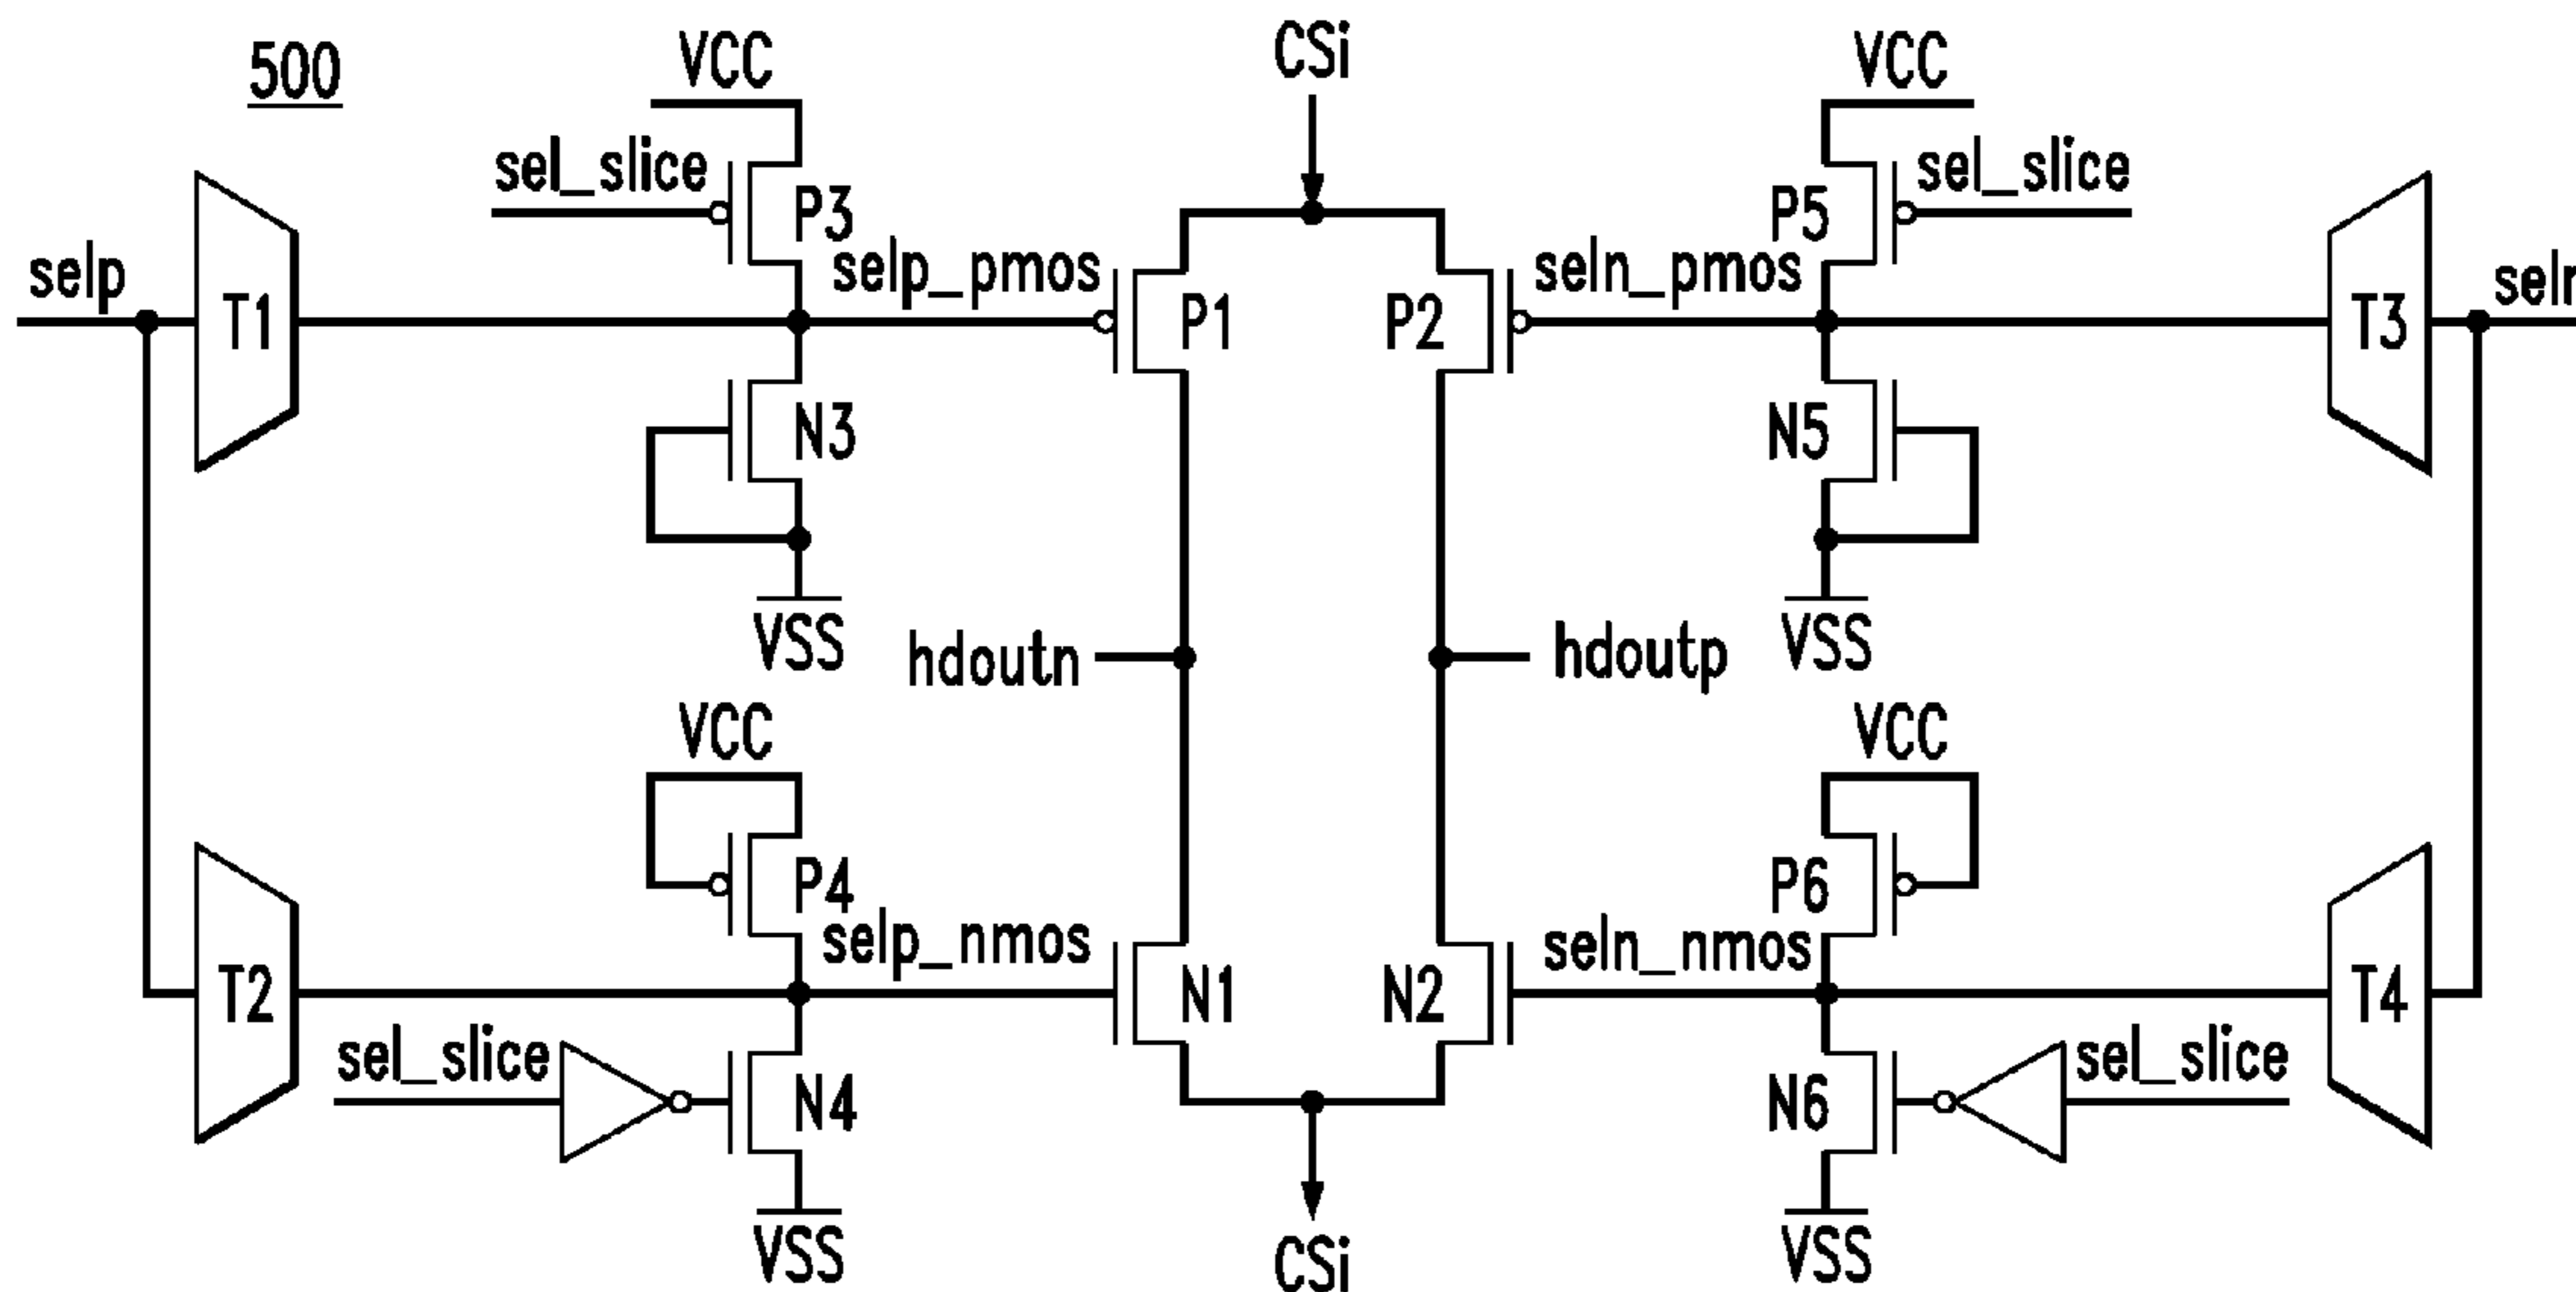 500
VCC
CSi
VCC
sel_slice
P3
P5
sel_slice
selp
T1
selp_pmos
P1
P2
seln_pmos
T3
N3
N5
VSS
hdoutn
hdoutp
VSS
VCC
VCC
P4
P6
selp_nmos
seln_nmos
T2
N1
N2
T4
sel_slice
N4
N6
sel_slice
VSS
CSi
VSS